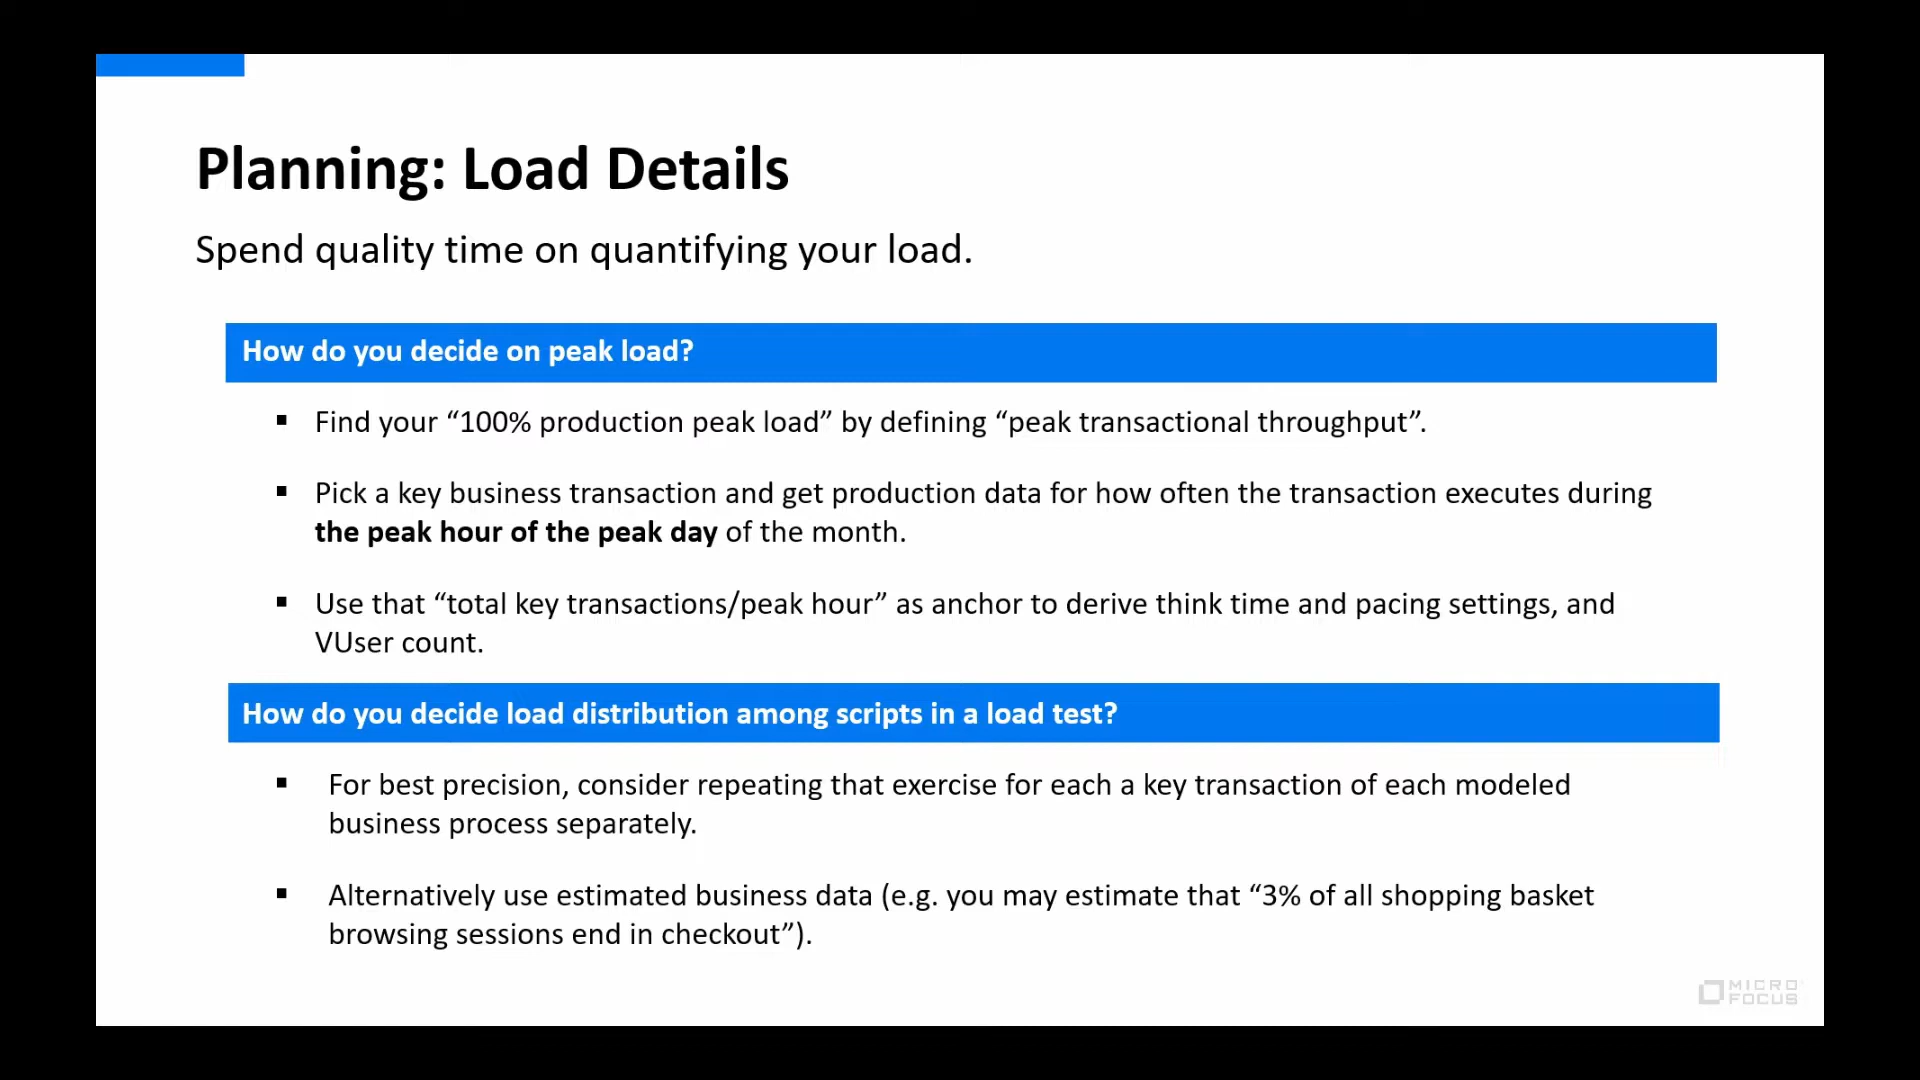 Planning: Load Details
Spend quality time on quantifying your load.
How do you decide on peak load?
▪ Find your “100% production peak load” by defining “peak transactional throughput”.
▪ Pick a key business transaction and get production data for how often the transaction executes during
the peak hour of the peak day of the month.
▪ Use that “total key transactions/peak hour” as anchor to derive think time and pacing settings, and
VUser count.
How do you decide load distribution among scripts in a load test?
▪ For best precision, consider repeating that exercise for each a key transaction of each modeled
business process separately.
▪ Alternatively use estimated business data (e.g. you may estimate that “3% of all shopping basket
browsing sessions end in checkout”).
MICRO
FOCUS